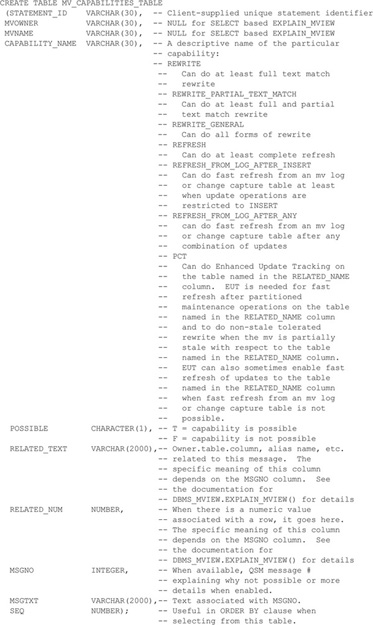 CREATE TABLE MV_CAPABILITIES_TABLE
(STATEMENT_ID VARCHAR(30), -- Client-supplied unique statement identifier
MVOWNER VARCHAR(30), -- NULL for SELECT based EXPLAIN_MVIEW
MVNAME VARCHAR(30), -- NULL for SELECT based EXPLAIN_MVIEW
CAPABILITY_NAME VARCHAR(30), -- A descriptive name of the particular
-- capability:
-- REWRITE
-- Can do at least full text match
-- rewrite
-- REWRITE_PARTIAL_TEXT_MATCH
-- Can do at least full and partial
-- text match rewrite
-- REWRITE_GENERAL
-- Can do all forms of rewrite
-- REFRESH
-- Can do at least complete refresh
-- REFRESH_FROM_LOG_AFTER_INSERT
-- Can do fast refresh from an mv log
-- or change capture table at least
-- when update operations are
-- restricted to INSERT
-- REFRESH_FROM_LOG_AFTER_ANY
-- can do fast refresh from an mv log
-- or change capture table after any
-- combination of updates
-- PCT
-- Can do Enhanced Update Tracking on
-- the table named in the RELATED_NAME
-- column. EUT is needed for fast
-- refresh after partitioned
-- maintenance operations on the table
-- named in the RELATED_NAME column
-- and to do non-stale tolerated
-- rewrite when the mv is partially
-- stale with respect to the table
-- named in the RELATED_NAME column.
-- EUT can also sometimes enable fast
-- refresh of updates to the table
-- named in the RELATED_NAME column
-- when fast refresh from an mv log
-- or change capture table is not
-- possible.
POSSIBLE CHARACTER(1), -- T = capability is possible
-- F = capability is not possible
RELATED_TEXT VARCHAR(2000),-- Owner.table.column, alias name, etc.
-- related to this message. The
-- specific meaning of this column
-- depends on the MSGNO column. See
-- the documentation for
-- DBMS_MVIEW.EXPLAIN_MVIEW() for details
RELATED_NUM NUMBER, -- When there is a numeric value
-- associated with a row, it goes here.
-- The specific meaning of this column
-- depends on the MSGNO column. See
-- the documentation for
-- DBMS_MVIEW.EXPLAIN_MVIEW() for details
MSGNO INTEGER, -- When available, QSM message #
-- explaining why not possible or more
-- details when enabled.
MSGTXT VARCHAR(2000),-- Text associated with MSGNO.
SEQ NUMBER); -- Useful in ORDER BY clause when
-- selecting from this table.